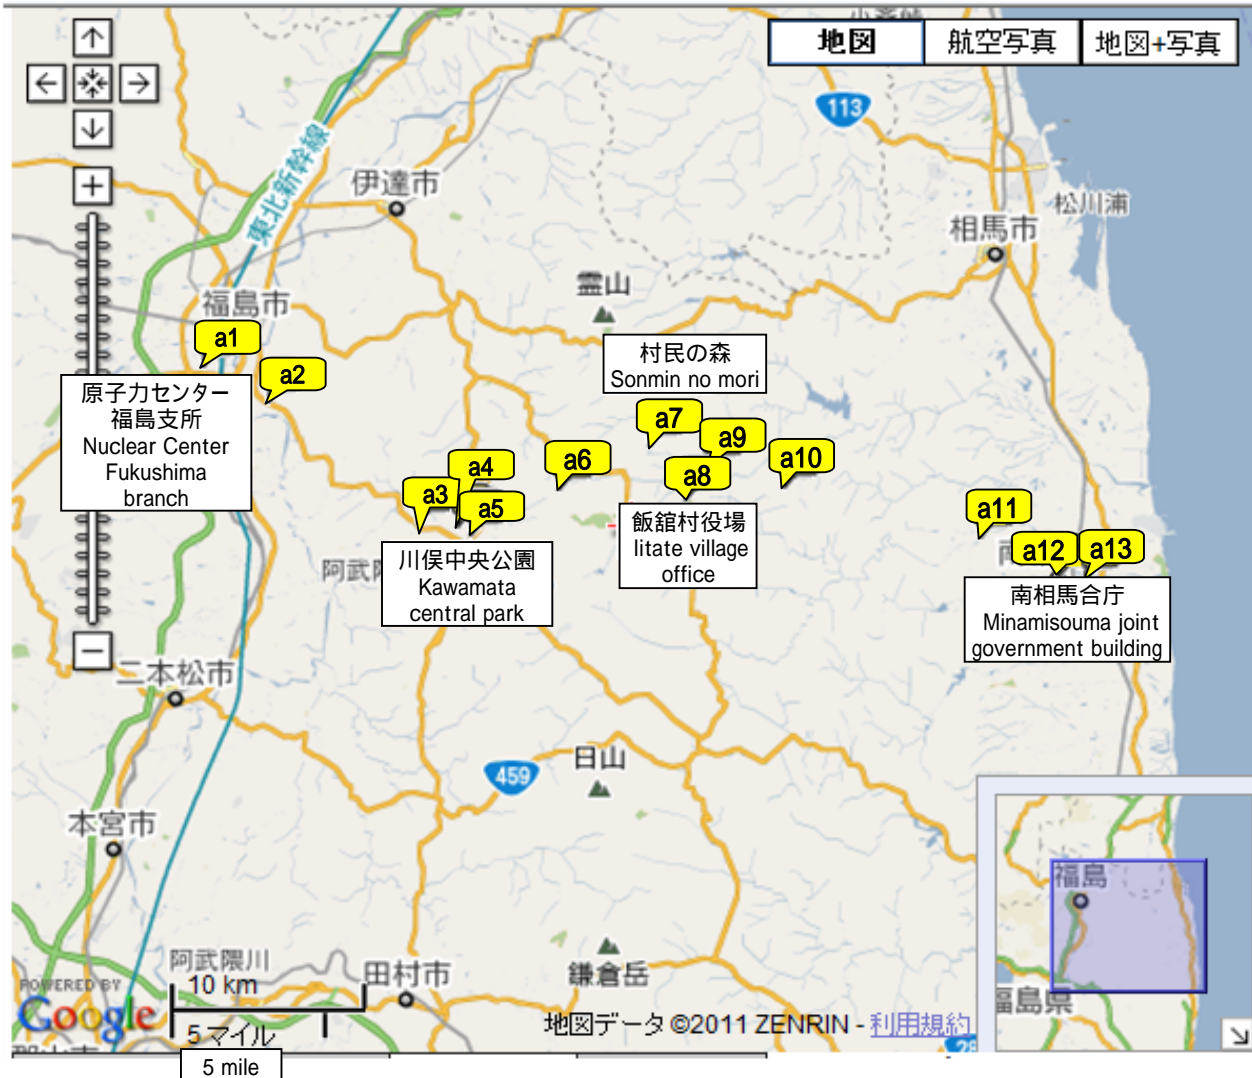 地図
航空写真
地図+写真
113
東北新幹線
伊達市
松川浦
相馬市
霊山
福島市
a1
村民の森
Sonmin no mori
a2
原子力センター
福島支所
Nuclear Center
Fukushima
branch
a7
a9
a4
a6
a10
a8
a3
a5
a11
飯舘村役場
Iitate village
office
a12
a13
川俣中央公園
Kawamata
central park
南相馬合庁
Minamisouma joint
government building
二本松市
日山
459
本宮市
福島
阿武隈川
10 km
田村市
鎌倉岳
POWERED BY
Google
福島県
5 マイル
地図データ ©2011 ZENRIN - 利用規約
5 mile